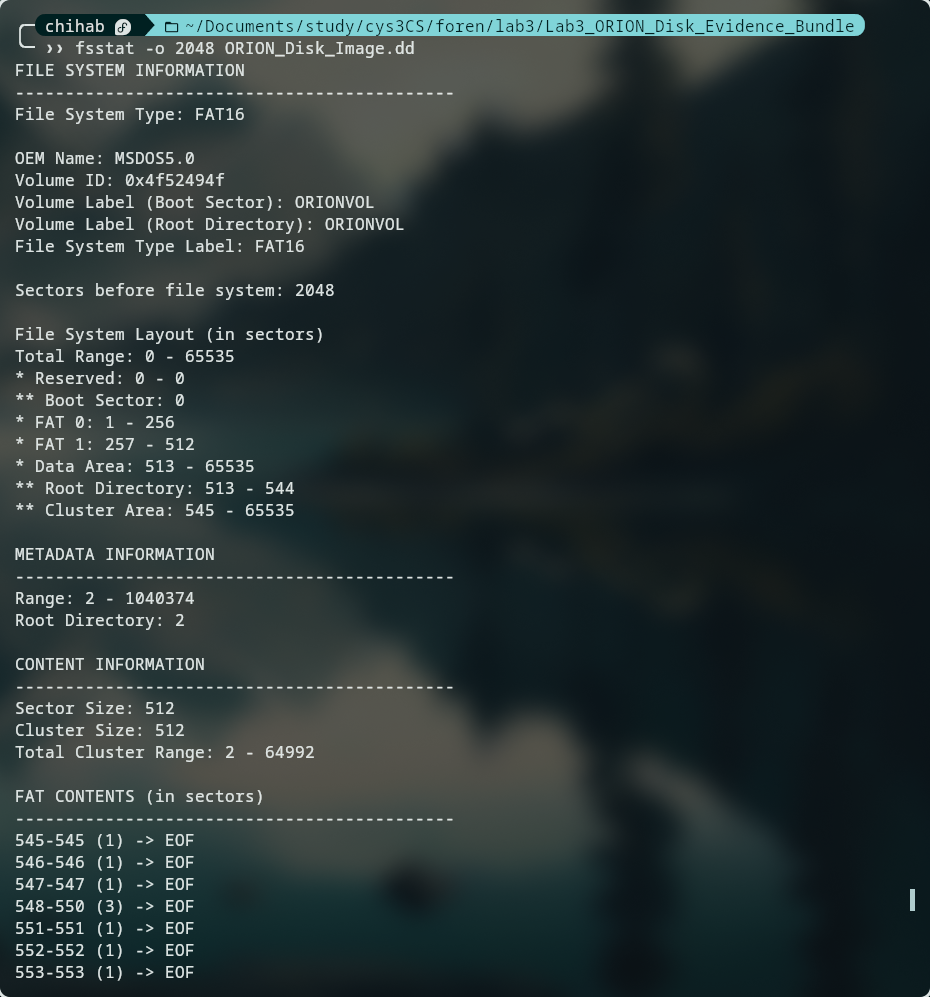 chihab ~/Documents/study/cys3CS/foren/lab3/Lab3_ORION_Disk_Evidence_Bundle
❯❯ fsstat -o 2048 ORION_Disk_Image.dd
FILE SYSTEM INFORMATION
--------------------------------------------
File System Type: FAT16
OEM Name: MSDOS5.0
Volume ID: 0x4f52494f
Volume Label (Boot Sector): ORIONVOL
Volume Label (Root Directory): ORIONVOL
File System Type Label: FAT16
Sectors before file system: 2048
File System Layout (in sectors)
Total Range: 0 - 65535
* Reserved: 0 - 0
** Boot Sector: 0
* FAT 0: 1 - 256
* FAT 1: 257 - 512
* Data Area: 513 - 65535
** Root Directory: 513 - 544
** Cluster Area: 545 - 65535
METADATA INFORMATION
--------------------------------------------
Range: 2 - 1040374
Root Directory: 2
CONTENT INFORMATION
--------------------------------------------
Sector Size: 512
Cluster Size: 512
Total Cluster Range: 2 - 64992
FAT CONTENTS (in sectors)
--------------------------------------------
545-545 (1) -> EOF
546-546 (1) -> EOF
547-547 (1) -> EOF
548-550 (3) -> EOF
551-551 (1) -> EOF
552-552 (1) -> EOF
553-553 (1) -> EOF